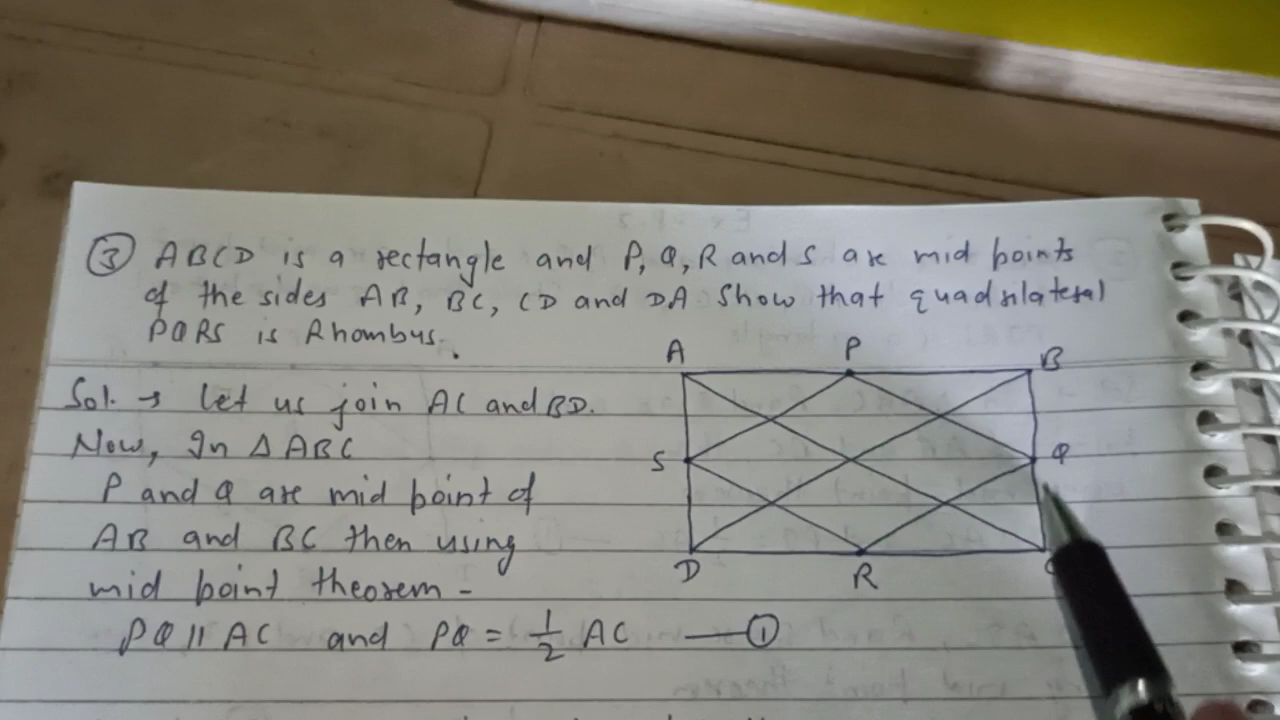 ③ ABCD is a rectangle and P, Q, R and S are mid points
of the sides AB, BC, CD and DA Show that quadrilateral
PQRS is Rhombus.
A P B
Sol. → Let us join AC and BD.
Now, In △ ABC
S Q
P and Q are mid point of
AB and BC then using
D R
mid point theorem -
PQ || AC and PQ = 1/2 AC —①